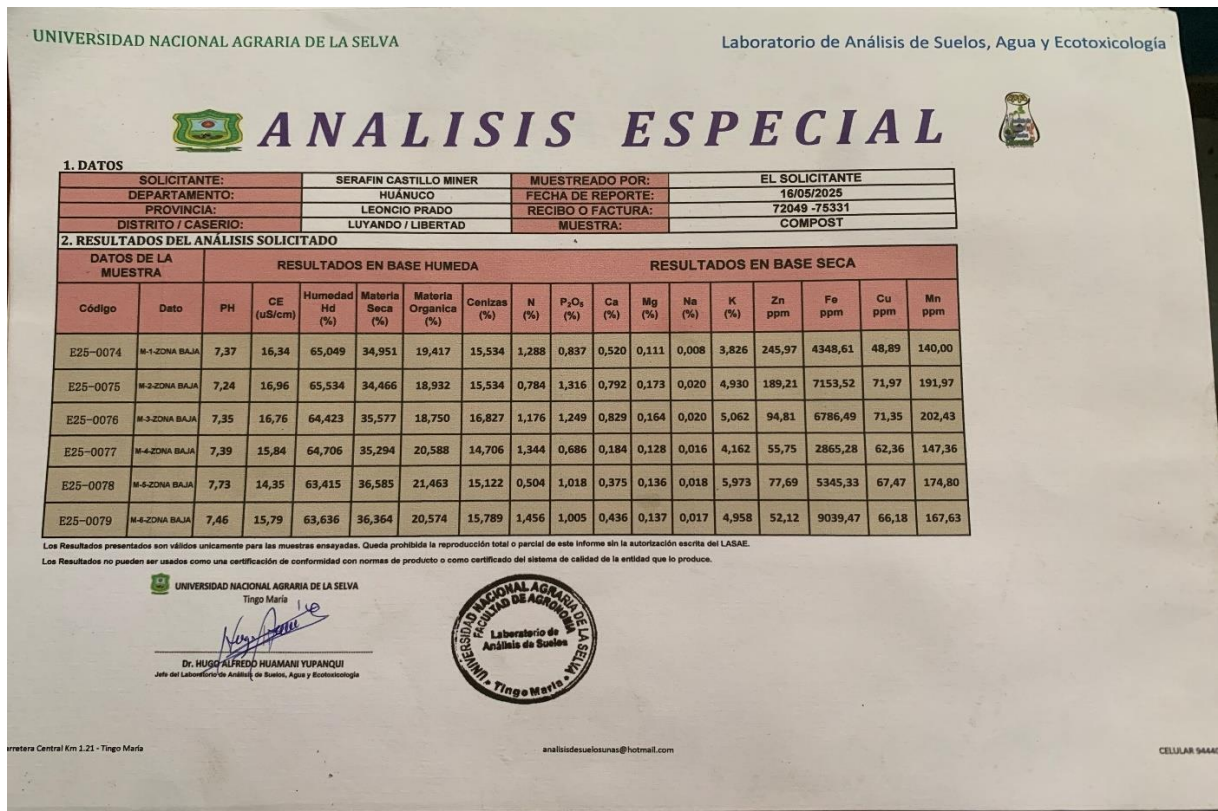 UNIVERSIDAD NACIONAL AGRARIA DE LA SELVA
Laboratorio de Análisis de Suelos, Agua y Ecotoxicología
ANALISIS ESPECIAL
1. DATOS
SOLICITANTE: SERAFIN CASTILLO MINER MUESTREADO POR: EL SOLICITANTE
DEPARTAMENTO: HUÁNUCO FECHA DE REPORTE: 16/05/2025
PROVINCIA: LEONCIO PRADO RECIBO O FACTURA: 72049 -75331
DISTRITO / CASERIO: LUYANDO / LIBERTAD MUESTRA: COMPOST
2. RESULTADOS DEL ANÁLISIS SOLICITADO
DATOS DE LA MUESTRA RESULTADOS EN BASE HUMEDA RESULTADOS EN BASE SECA
Código Dato PH CE (uS/cm) Humedad Hd (%) Materia Seca (%) Materia Organica (%) Cenizas (%) N (%) P₂O₅ (%) Ca (%) Mg (%) Na (%) K (%) Zn ppm Fe ppm Cu ppm Mn ppm
E25-0074 M-1-ZONA BAJA 7,37 16,34 65,049 34,951 19,417 15,534 1,288 0,837 0,520 0,111 0,008 3,826 245,97 4348,61 48,89 140,00
E25-0075 M-2-ZONA BAJA 7,24 16,96 65,534 34,466 18,932 15,534 0,784 1,316 0,792 0,173 0,020 4,930 189,21 7153,52 71,97 191,97
E25-0076 M-3-ZONA BAJA 7,35 16,76 64,423 35,577 18,750 16,827 1,176 1,249 0,829 0,164 0,020 5,062 94,81 6786,49 71,35 202,43
E25-0077 M-4-ZONA BAJA 7,39 15,84 64,706 35,294 20,588 14,706 1,344 0,686 0,184 0,128 0,016 4,162 55,75 2865,28 62,36 147,36
E25-0078 M-5-ZONA BAJA 7,73 14,35 63,415 36,585 21,463 15,122 0,504 1,018 0,375 0,136 0,018 5,973 77,69 5345,33 67,47 174,80
E25-0079 M-6-ZONA BAJA 7,46 15,79 63,636 36,364 20,574 15,789 1,456 1,005 0,436 0,137 0,017 4,958 52,12 9039,47 66,18 167,63
Los Resultados presentados son válidos unicamente para las muestras ensayadas. Queda prohibida la reproducción total o parcial de este informe sin la autorización escrita del LASAE.
Los Resultados no pueden ser usados como una certificación de conformidad con normas de producto o como certificado del sistema de calidad de la entidad que lo produce.
UNIVERSIDAD NACIONAL AGRARIA DE LA SELVA
Tingo María
Dr. HUGO ALFREDO HUAMANI YUPANQUI
Jefe del Laboratorio de Análisis de Suelos, Agua y Ecotoxicología
UNIVERSIDAD NACIONAL AGRARIA DE LA SELVA
FACULTAD DE AGRONOMIA
Laboratorio de
Análisis de Suelos
Tingo María
Central Km 1.21 - Tingo María
analisisdesuelosunas@hotmail.com
CELULAR